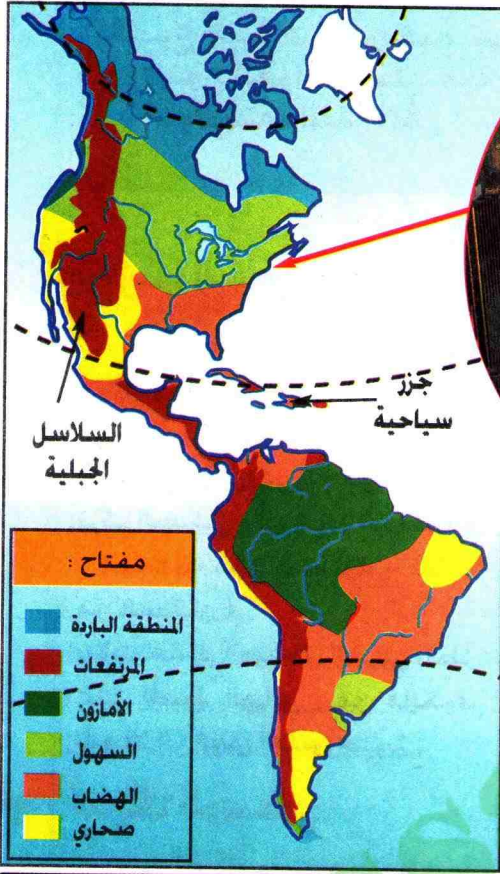 جزر
سياحية
السلاسل
الجبلية
مفتاح :
المنطقة الباردة
المرتفعات
الأمازون
السهول
الهضاب
صحاري